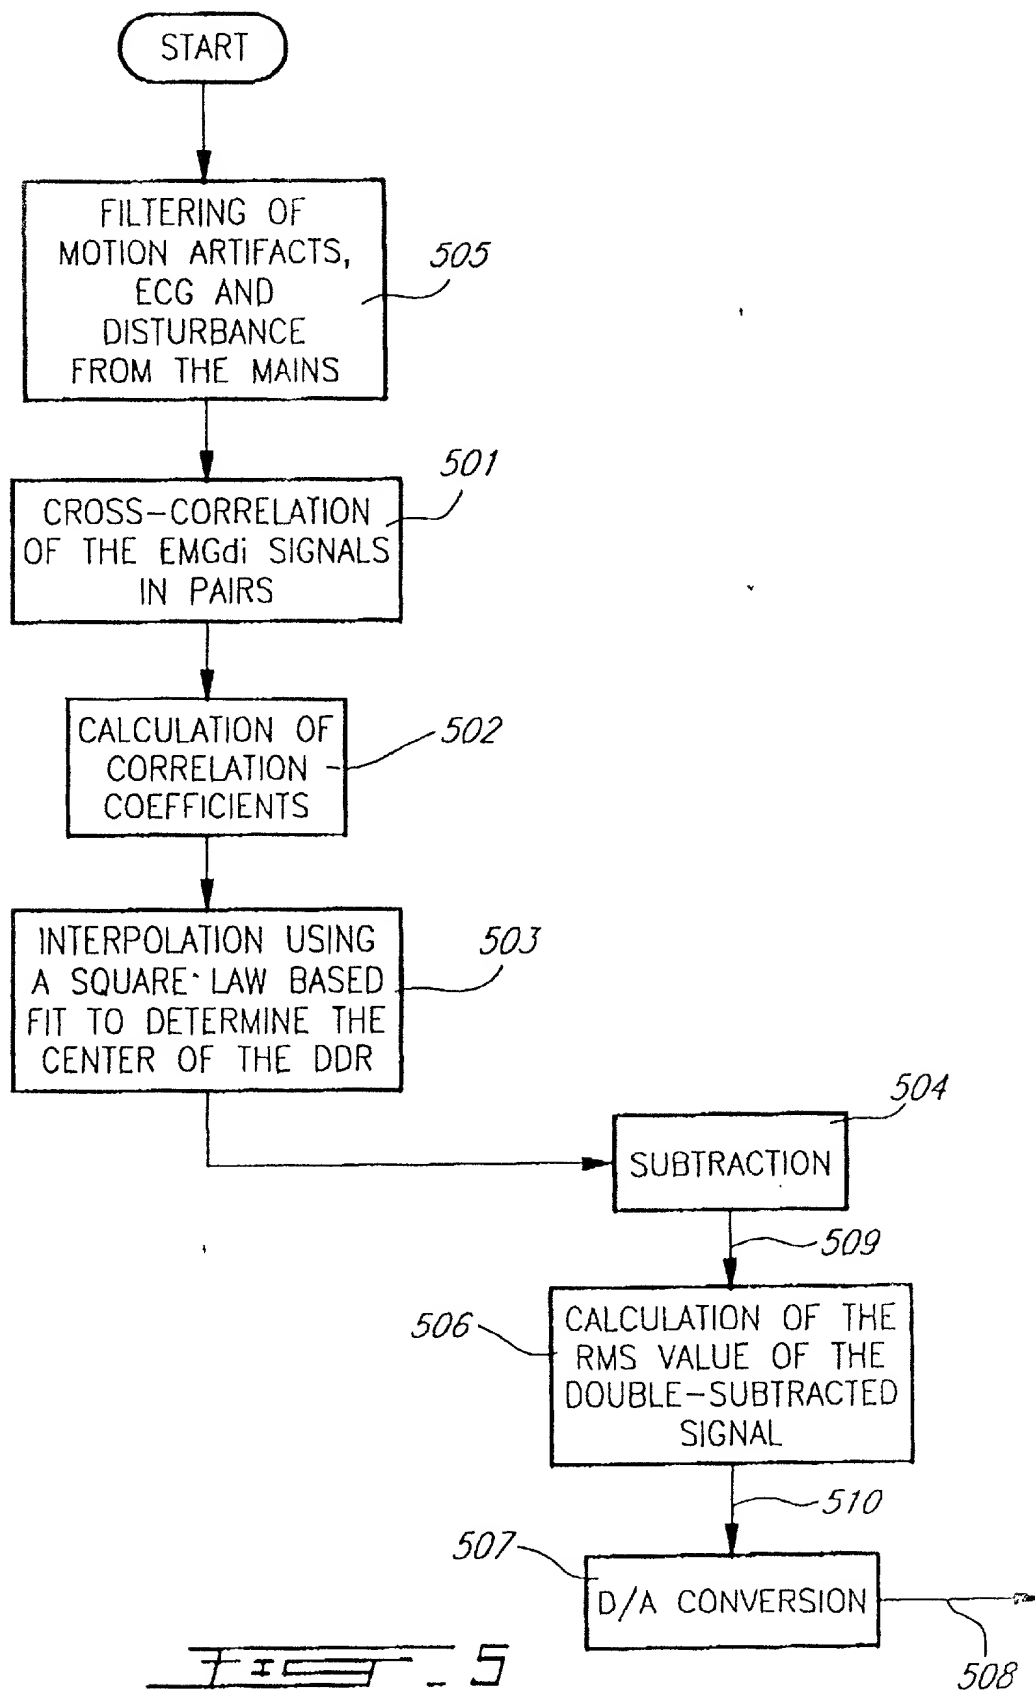 START
FILTERING OF
MOTION ARTIFACTS,
ECG AND
DISTURBANCE
FROM THE MAINS
505
501
CROSS-CORRELATION
OF THE EMGdi SIGNALS
IN PAIRS
CALCULATION OF
CORRELATION
COEFFICIENTS
502
INTERPOLATION USING
A SQUARE LAW BASED
FIT TO DETERMINE THE
CENTER OF THE DDR
503
504
SUBTRACTION
509
506
CALCULATION OF THE
RMS VALUE OF THE
DOUBLE-SUBTRACTED
SIGNAL
510
507
D/A CONVERSION
508
FIG_5